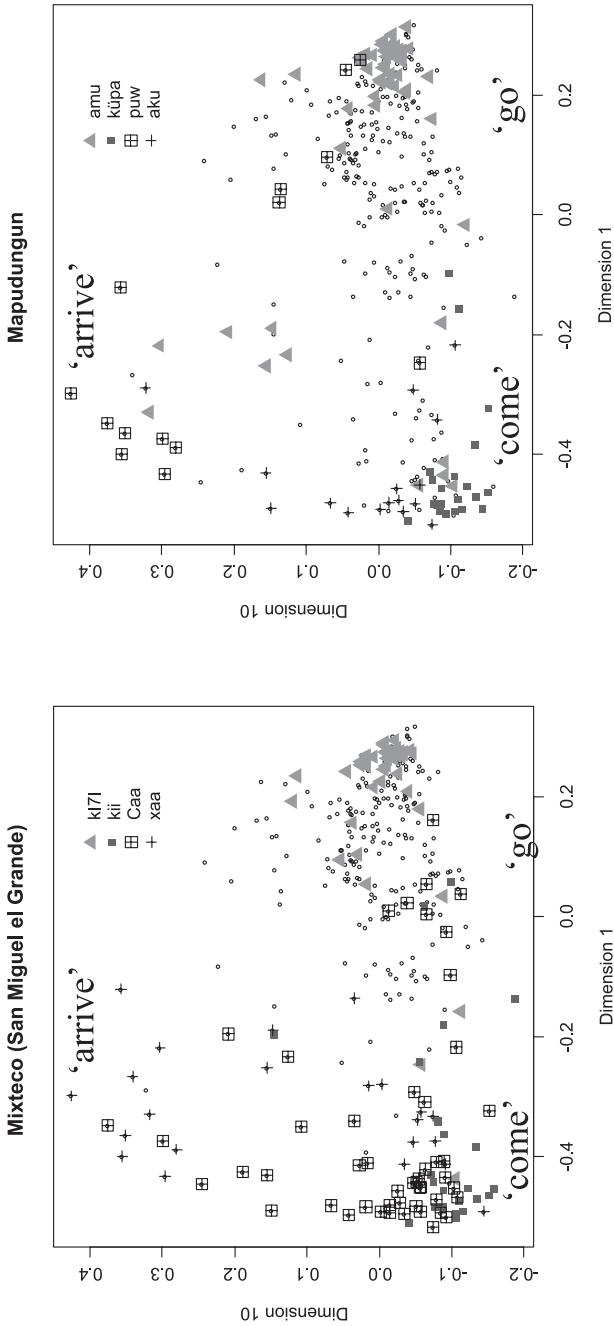 Mixteco (San Miguel el Grande)
kI7I
kii
Caa
xaa
'arrive'
'come'
'go'
Dimension 10
0.4
0.3
0.2
0.1
0.0
-0.1
-0.2
-0.4
-0.2
0.0
0.2
Dimension 1
Mapudungun
amu
küpa
puw
aku
'arrive'
'come'
'go'
Dimension 10
0.4
0.3
0.2
0.1
0.0
-0.1
-0.2
-0.4
-0.2
0.0
0.2
Dimension 1